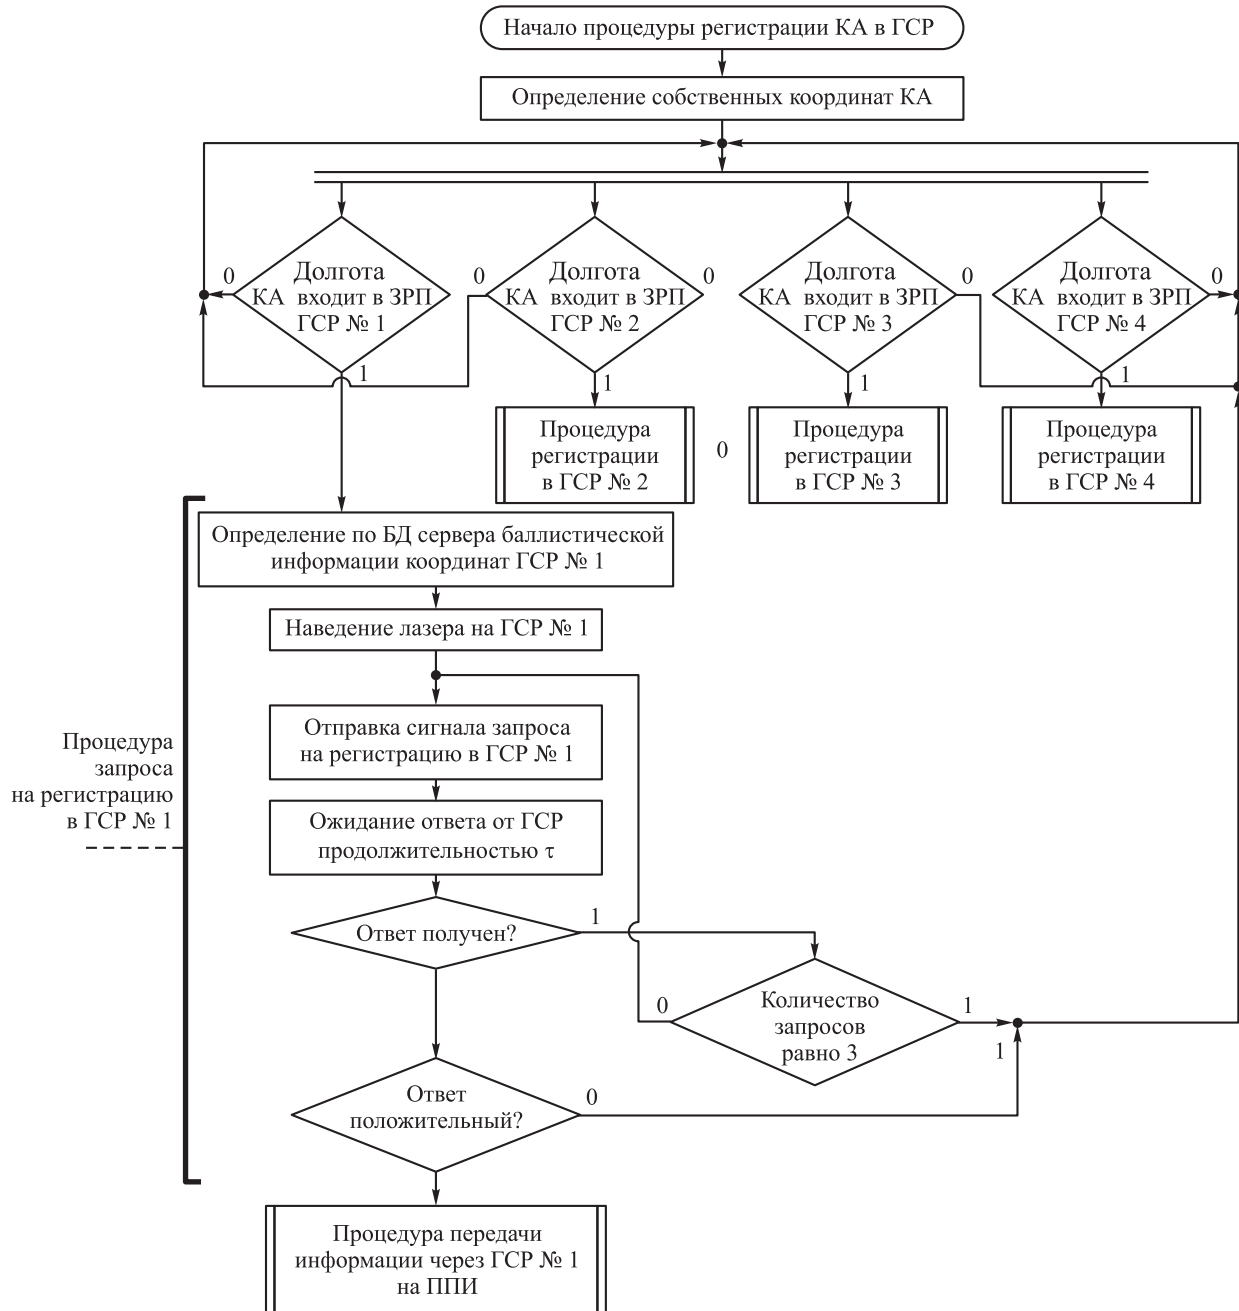 Начало процедуры регистрации КА в ГСР
Определение собственных координат КА
0
Долгота
КА входит в ЗРП
ГСР № 1
1
0
Долгота
КА входит в ЗРП
ГСР № 2
0
1
Долгота
КА входит в ЗРП
ГСР № 3
0
1
Долгота
КА входит в ЗРП
ГСР № 4
0
1
Процедура
регистрации
в ГСР № 2
0
Процедура
регистрации
в ГСР № 3
Процедура
регистрации
в ГСР № 4
Определение по БД сервера баллистической
информации координат ГСР № 1
Наведение лазера на ГСР № 1
Отправка сигнала запроса
на регистрацию в ГСР № 1
Процедура
запроса
на регистрацию
в ГСР № 1
Ожидание ответа от ГСР
продолжительностью τ
Ответ получен?
1
0
Количество
запросов
равно 3
1
1
Ответ
положительный?
0
Процедура передачи
информации через ГСР № 1
на ППИ